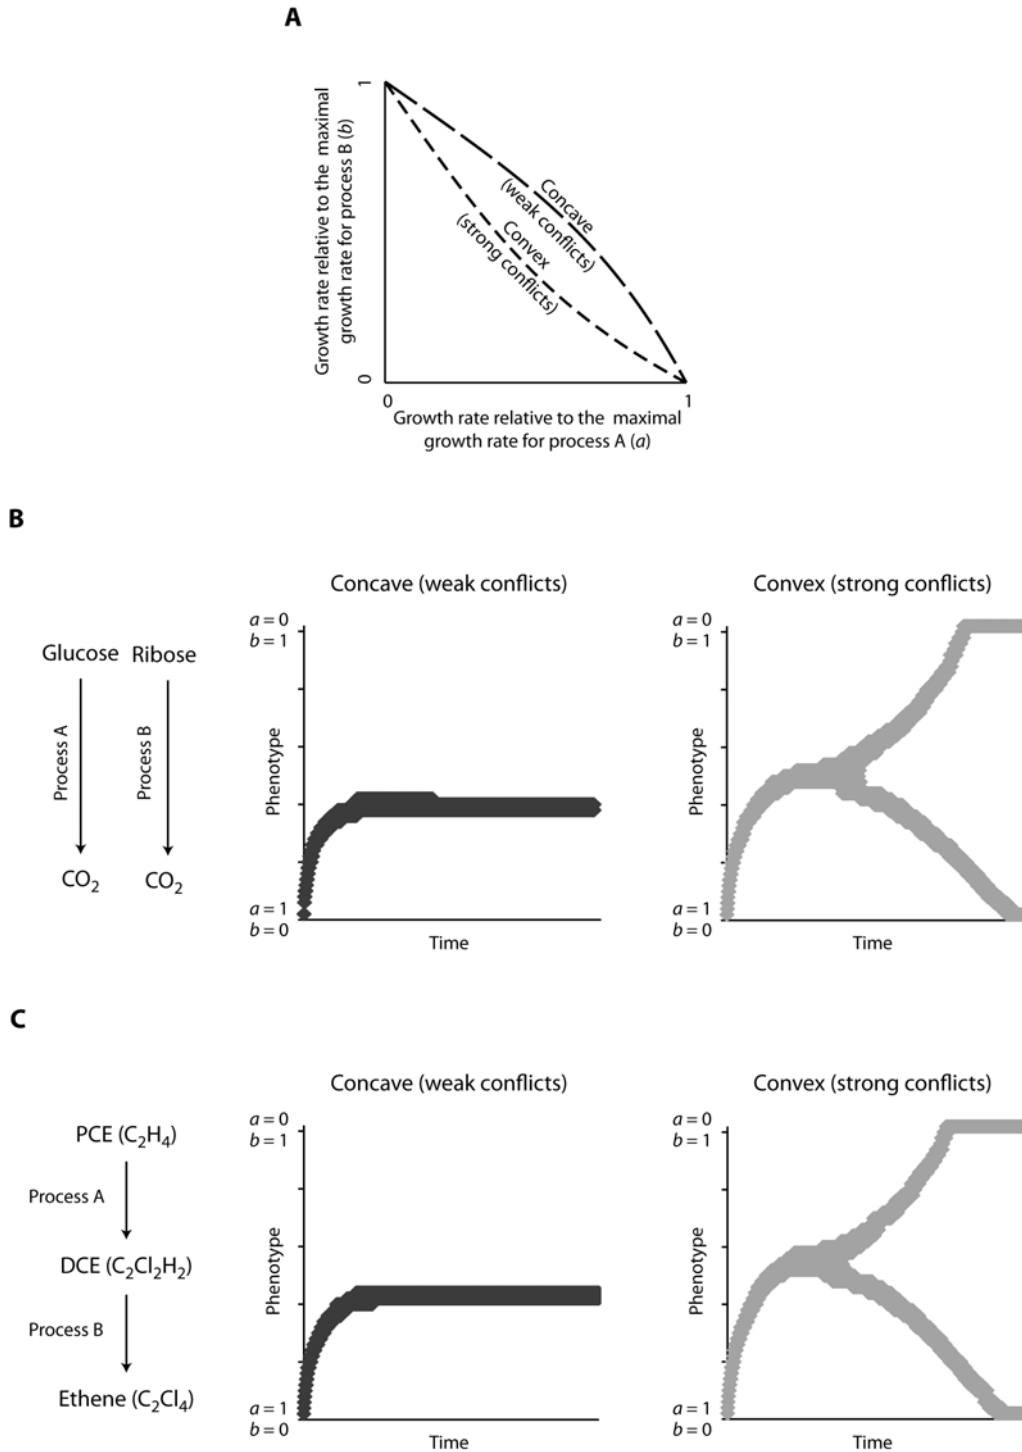 A
Growth rate relative to the maximal
growth rate for process B (b)
1
0
Concave
(weak conflicts)
Convex
(strong conflicts)
0
1
Growth rate relative to the maximal
growth rate for process A (a)
B
Glucose Ribose
Process A
Process B
CO2 CO2
Concave (weak conflicts)
a = 0
b = 1
Phenotype
a = 1
b = 0
Time
Convex (strong conflicts)
a = 0
b = 1
Phenotype
a = 1
b = 0
Time
C
PCE (C2H4)
Process A
DCE (C2Cl2H2)
Process B
Ethene (C2Cl4)
Concave (weak conflicts)
a = 0
b = 1
Phenotype
a = 1
b = 0
Time
Convex (strong conflicts)
a = 0
b = 1
Phenotype
a = 1
b = 0
Time